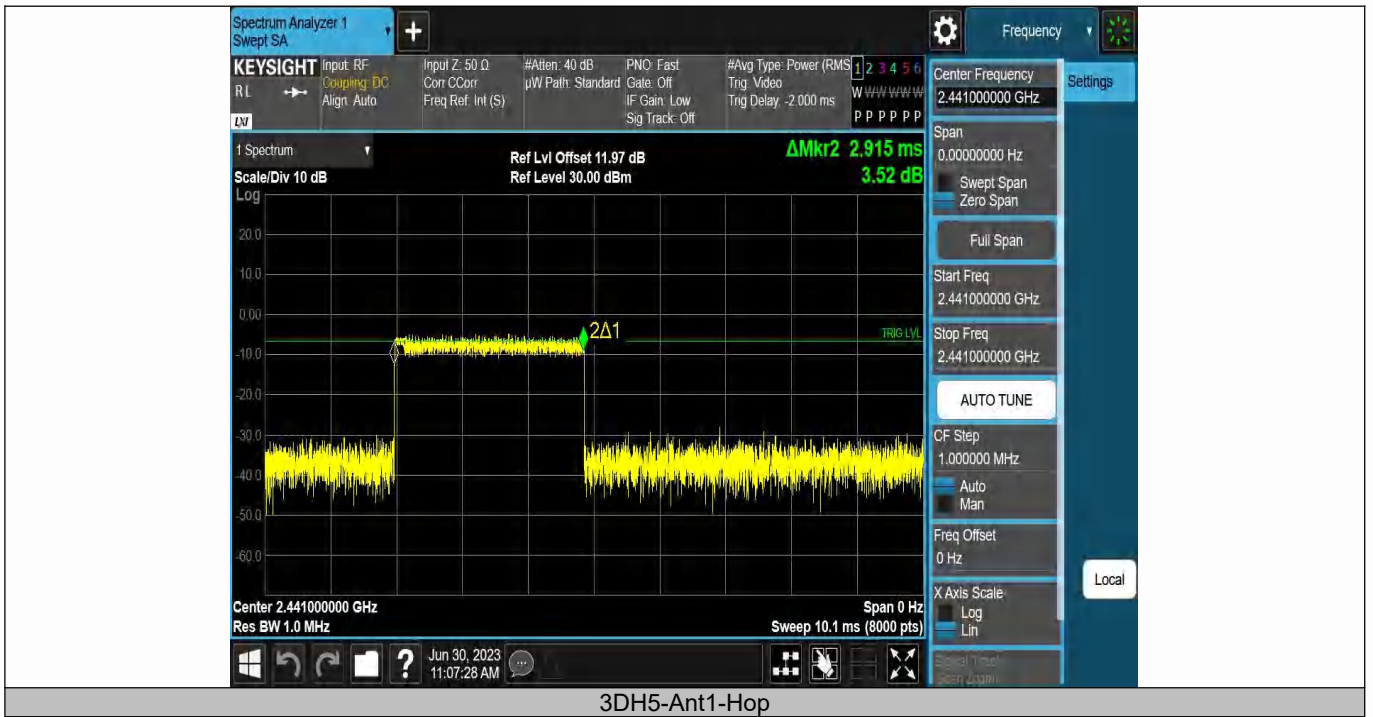 Spectrum Analyzer 1
Swept SA
+
Frequency
KEYSIGHT
RL
LXI
Input: RF
Coupling: DC
Align: Auto
Input Z: 50 Ω
Corr CCorr
Freq Ref: Int (S)
#Atten: 40 dB
µW Path: Standard
PNO: Fast
Gate: Off
IF Gain: Low
Sig Track: Off
#Avg Type: Power (RMS
Trig: Video
Trig Delay: -2.000 ms
1 2 3 4 5 6
W W W W W W
P P P P P P
1 Spectrum
Scale/Div 10 dB
Log
Ref Lvl Offset 11.97 dB
Ref Level 30.00 dBm
ΔMkr2 2.915 ms
3.52 dB
20.0
10.0
0.00
-10.0
-20.0
-30.0
-40.0
-50.0
-60.0
2Δ1
TRIG LVL
Center 2.441000000 GHz
Res BW 1.0 MHz
Span 0 Hz
Sweep 10.1 ms (8000 pts)
Center Frequency
2.441000000 GHz
Settings
Span
0.00000000 Hz
Swept Span
Zero Span
Full Span
Start Freq
2.441000000 GHz
Stop Freq
2.441000000 GHz
AUTO TUNE
CF Step
1.000000 MHz
Auto
Man
Freq Offset
0 Hz
X Axis Scale
Log
Lin
Local
?
Jun 30, 2023
11:07:28 AM
3DH5-Ant1-Hop